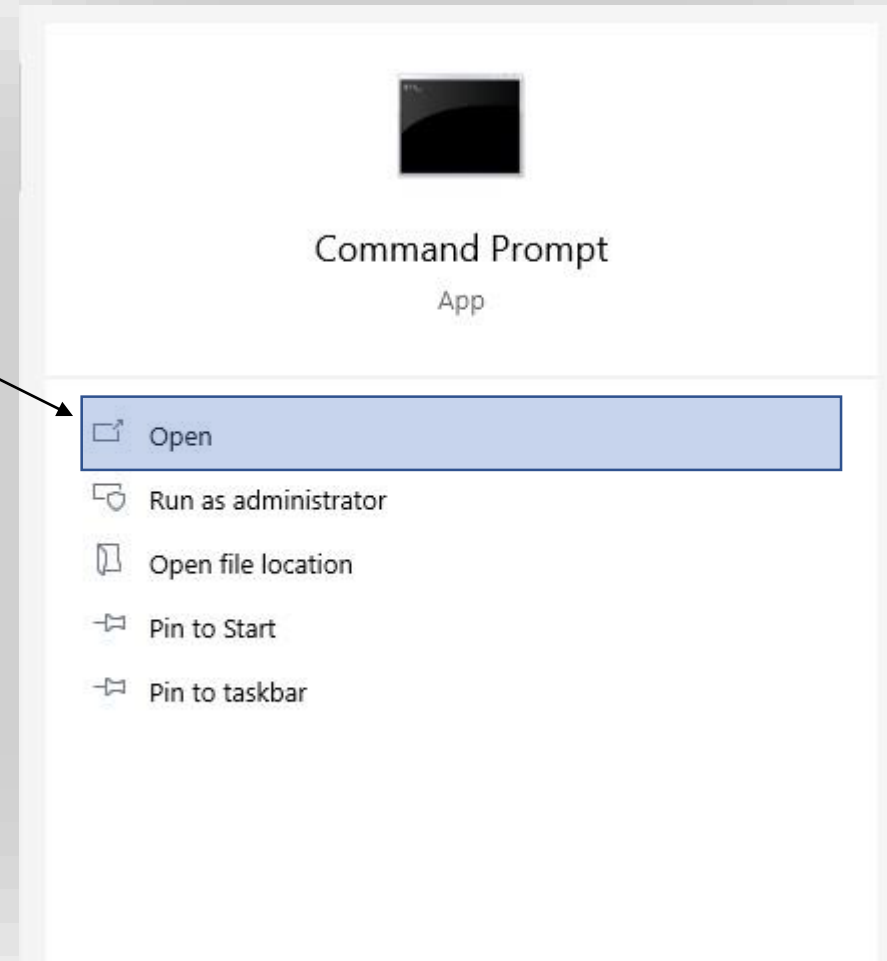 Command Prompt
App
Open
Run as administrator
Open file location
Pin to Start
Pin to taskbar